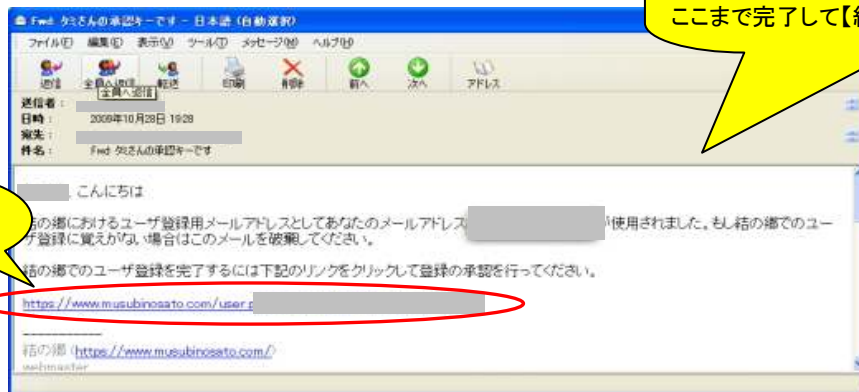 ここまで完了して【
Fwd タミさんの承認キーです - 日本語 (自動選択)
ファイル(F) 編集(E) 表示(V) ツール(T) メッセージ(M) ヘルプ(H)
返信 全員へ返信 転送 印刷 削除 前へ 次へ アドレス
全員へ返信
送信者 :
日時 : 2009年10月28日 19:28
宛先 :
件名 : Fwd タミさんの承認キーです
こんにちは
結の郷におけるユーザ登録用メールアドレスとしてあなたのメールアドレス が使用されました。もし結の郷でのユー
ザ登録に覚えがない場合はこのメールを破棄してください。
結の郷でのユーザ登録を完了するには下記のリンクをクリックして登録の承認を行ってください。
https://www.musubinosato.com/user.p
-----------
結の郷 (https://www.musubinosato.com/)
webmaster